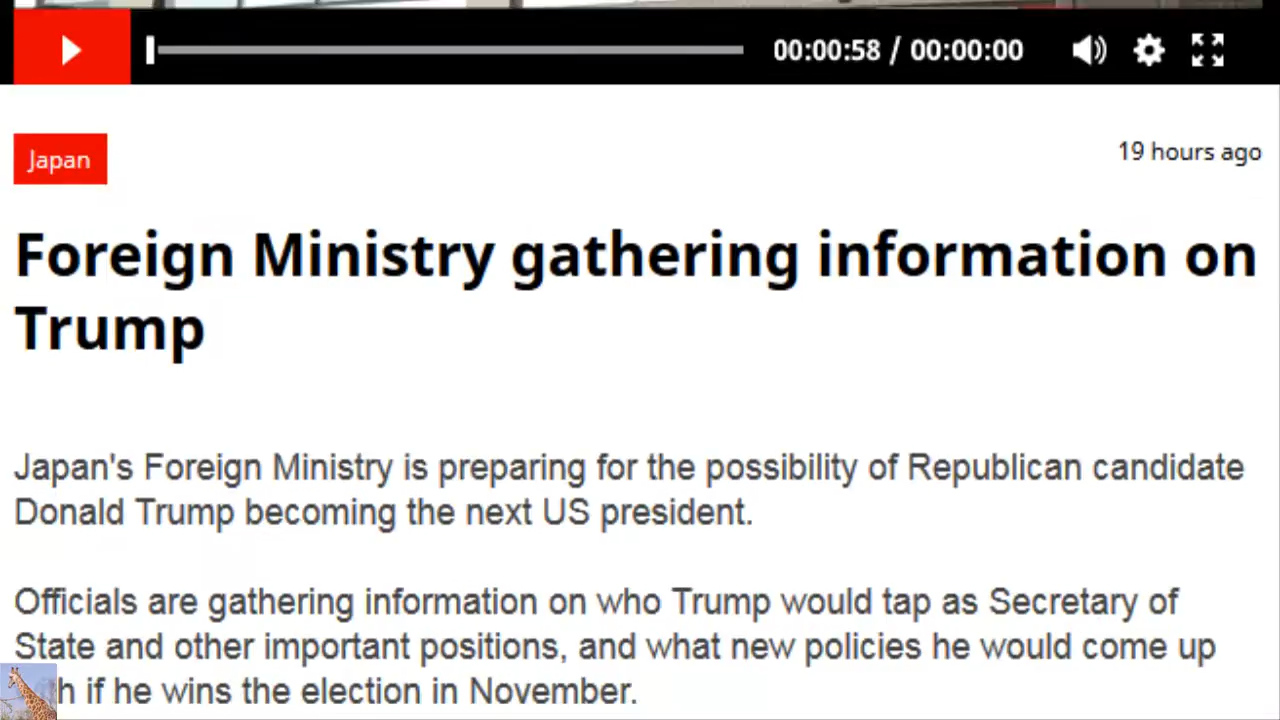 00:00:58 / 00:00:00
Japan
19 hours ago
Foreign Ministry gathering information on
Trump
Japan's Foreign Ministry is preparing for the possibility of Republican candidate
Donald Trump becoming the next US president.
Officials are gathering information on who Trump would tap as Secretary of
State and other important positions, and what new policies he would come up
h if he wins the election in November.